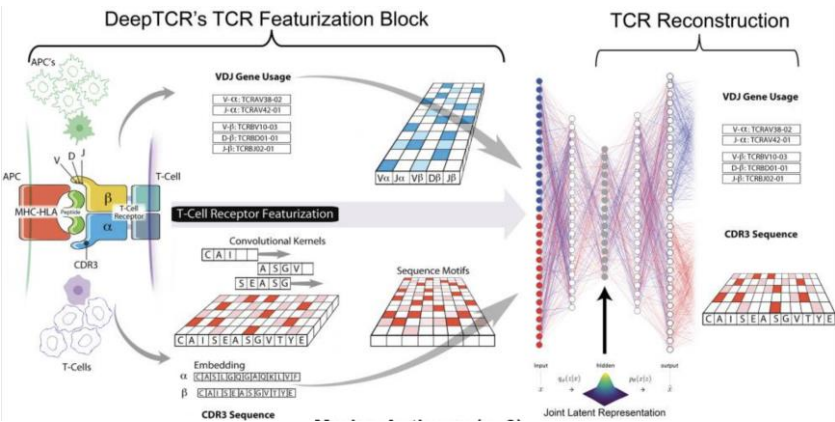 DeepTCR's TCR Featurization Block
TCR Reconstruction
APC's
VDJ Gene Usage
V-α: TCRAV38-02
J-α: TCRAV42-01
V-β: TCRBV10-03
D-β: TCRBD01-01
J-β: TCRBJ02-01
Vα Jα Vβ Dβ Jβ
V D J
APC
T-Cell
MHC-HLA
Peptide
β
α
T-Cell
Receptor
CDR3
T-Cells
T-Cell Receptor Featurization
Convolutional Kernels
C A I
A S G V
S E A S G
C A I S E A S G V T Y E
Sequence Motifs
Embedding
α C A S L G Q G A Q K L V F
β C A I S E A S G V T Y E
CDR3 Sequence
input
hidden
output
Joint Latent Representation
VDJ Gene Usage
V-α: TCRAV38-02
J-α: TCRAV42-01
V-β: TCRBV10-03
D-β: TCRBD01-01
J-β: TCRBJ02-01
CDR3 Sequence
C A I S E A S G V T Y E